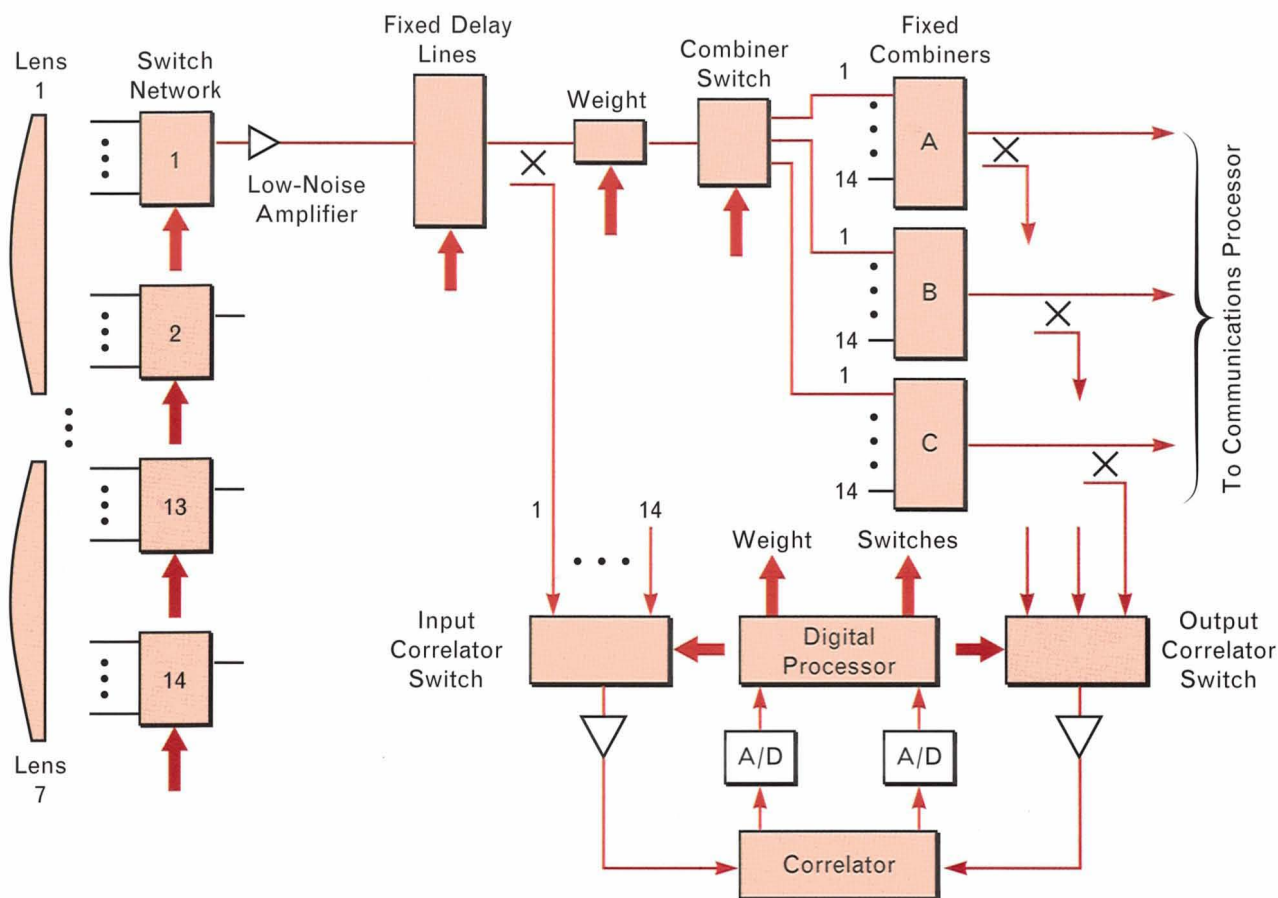 Lens
1
Switch
Network
1
2
13
14
Lens
7
Low-Noise
Amplifier
Fixed Delay
Lines
Weight
Combiner
Switch
Fixed
Combiners
1
14
A
1
14
B
1
14
C
To Communications Processor
1
14
Input
Correlator
Switch
Weight
Switches
Digital
Processor
Output
Correlator
Switch
A/D
A/D
Correlator